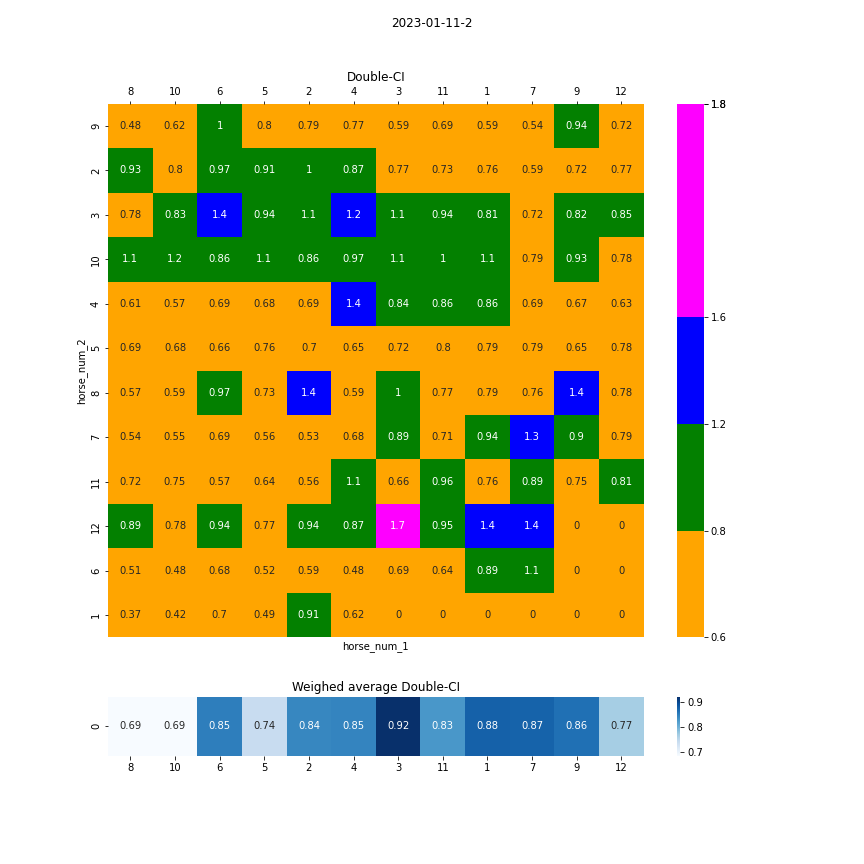 2023-01-11-2
Double-CI
8 10 6 5 2 4 3 11 1 7 9 12
9 0.48 0.62 1 0.8 0.79 0.77 0.59 0.69 0.59 0.54 0.94 0.72
2 0.93 0.8 0.97 0.91 1 0.87 0.77 0.73 0.76 0.59 0.72 0.77
3 0.78 0.83 1.4 0.94 1.1 1.2 1.1 0.94 0.81 0.72 0.82 0.85
10 1.1 1.2 0.86 1.1 0.86 0.97 1.1 1 1.1 0.79 0.93 0.78
4 0.61 0.57 0.69 0.68 0.69 1.4 0.84 0.86 0.86 0.69 0.67 0.63
5 0.69 0.68 0.66 0.76 0.7 0.65 0.72 0.8 0.79 0.79 0.65 0.78
8 0.57 0.59 0.97 0.73 1.4 0.59 1 0.77 0.79 0.76 1.4 0.78
7 0.54 0.55 0.69 0.56 0.53 0.68 0.89 0.71 0.94 1.3 0.9 0.79
11 0.72 0.75 0.57 0.64 0.56 1.1 0.66 0.96 0.76 0.89 0.75 0.81
12 0.89 0.78 0.94 0.77 0.94 0.87 1.7 0.95 1.4 1.4 0 0
6 0.51 0.48 0.68 0.52 0.59 0.48 0.69 0.64 0.89 1.1 0 0
1 0.37 0.42 0.7 0.49 0.91 0.62 0 0 0 0 0 0
horse_num_2
horse_num_1
1.8
1.6
1.2
0.8
0.6
Weighed average Double-CI
0 0.69 0.69 0.85 0.74 0.84 0.85 0.92 0.83 0.88 0.87 0.86 0.77
8 10 6 5 2 4 3 11 1 7 9 12
0.9
0.8
0.7